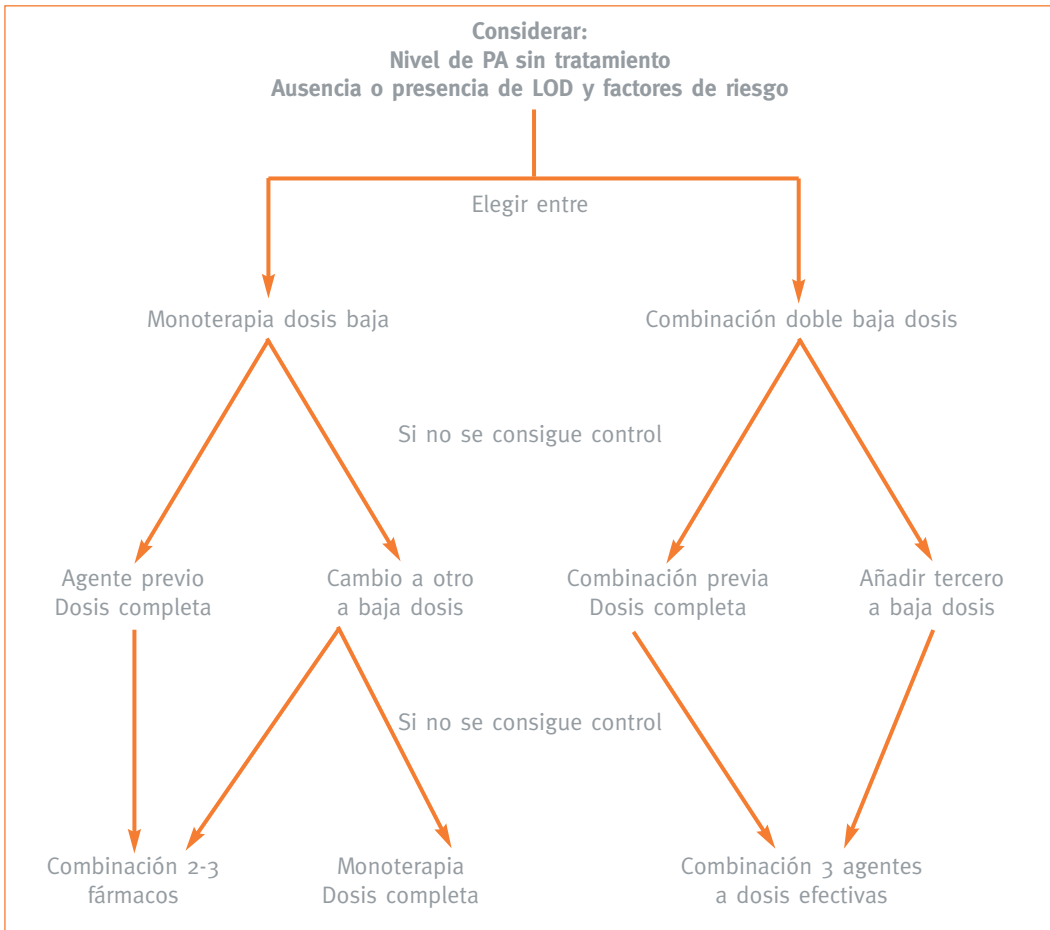 Considerar:
Nivel de PA sin tratamiento
Ausencia o presencia de LOD y factores de riesgo
Elegir entre
Monoterapia dosis baja
Combinación doble baja dosis
Si no se consigue control
Agente previo
Dosis completa
Cambio a otro
a baja dosis
Combinación previa
Dosis completa
Añadir tercero
a baja dosis
Si no se consigue control
Combinación 2-3
fármacos
Monoterapia
Dosis completa
Combinación 3 agentes
a dosis efectivas